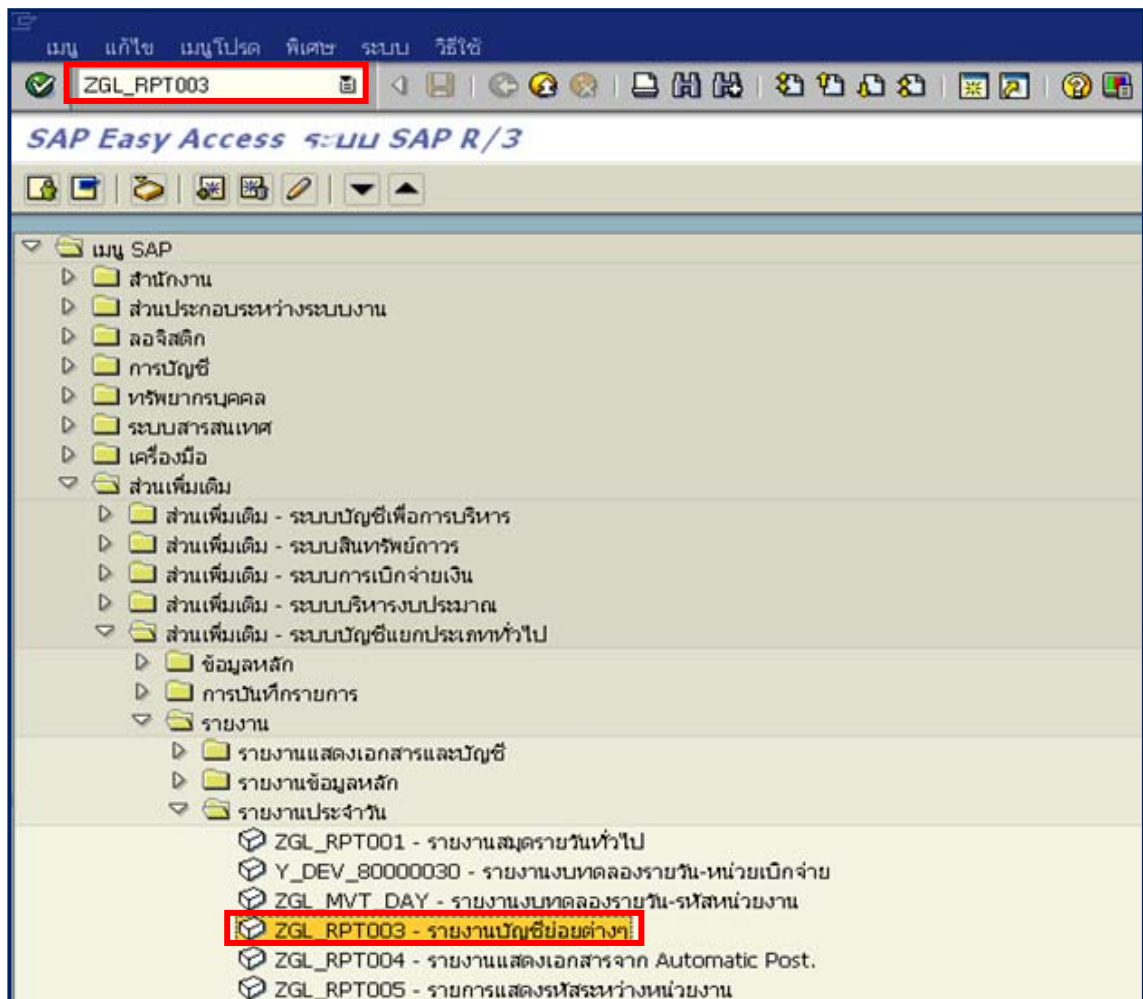 เมนู แก้ไข เมนูโปรด พิเศษ ระบบ วิธีใช้
ZGL_RPT003
SAP Easy Access ระบบ SAP R/3
เมนู SAP
สำนักงาน
ส่วนประกอบระหว่างระบบงาน
ลอจิสติก
การบัญชี
ทรัพยากรบุคคล
ระบบสารสนเทศ
เครื่องมือ
ส่วนเพิ่มเติม
ส่วนเพิ่มเติม - ระบบบัญชีเพื่อการบริหาร
ส่วนเพิ่มเติม - ระบบสินทรัพย์ถาวร
ส่วนเพิ่มเติม - ระบบการเบิกจ่ายเงิน
ส่วนเพิ่มเติม - ระบบบริหารงบประมาณ
ส่วนเพิ่มเติม - ระบบบัญชีแยกประเภททั่วไป
ข้อมูลหลัก
การบันทึกรายการ
รายงาน
รายงานแสดงเอกสารและบัญชี
รายงานข้อมูลหลัก
รายงานประจำวัน
ZGL_RPT001 - รายงานสมุดรายวันทั่วไป
Y_DEV_80000030 - รายงานงบทดลองรายวัน-หน่วยเบิกจ่าย
ZGL_MVT_DAY - รายงานงบทดลองรายวัน-รหัสหน่วยงาน
ZGL_RPT003 - รายงานบัญชีย่อยต่างๆ
ZGL_RPT004 - รายงานแสดงเอกสารจาก Automatic Post.
ZGL_RPT005 - รายการแสดงรหัสระหว่างหน่วยงาน